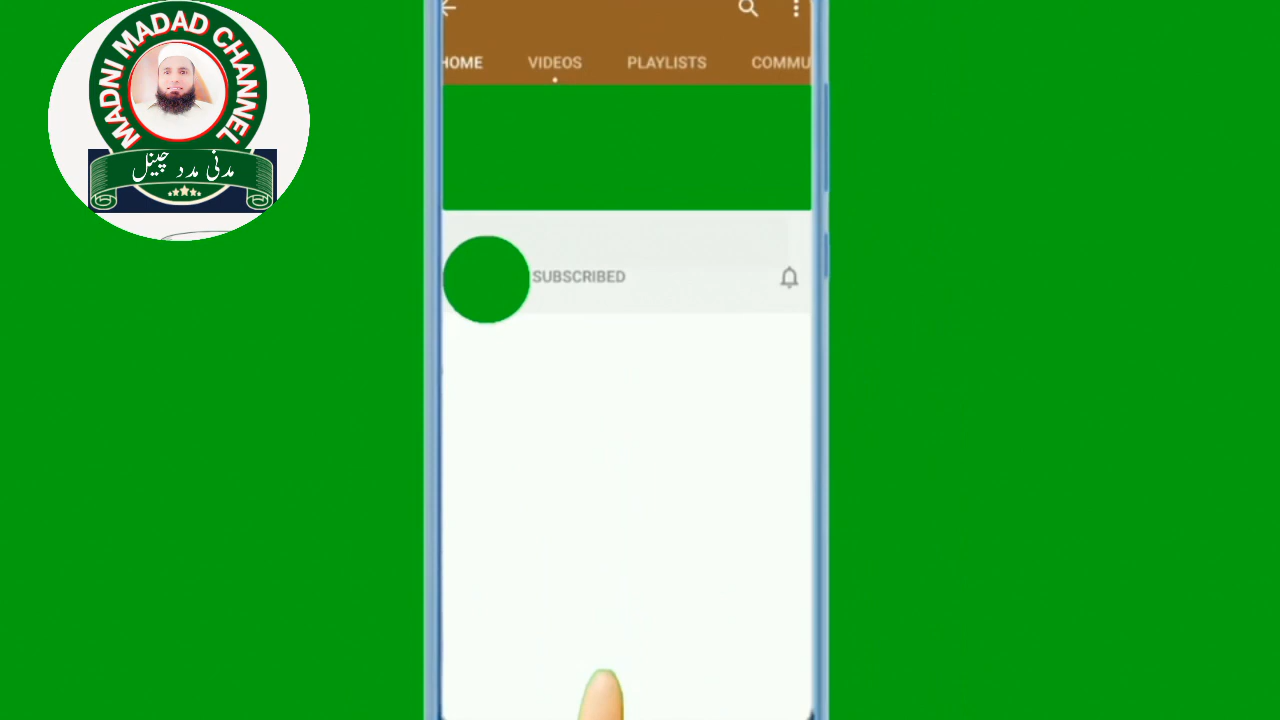 MADNI MADAD CHANNEL
مدنی مدد چینل
HOME VIDEOS PLAYLISTS COMMU
SUBSCRIBED